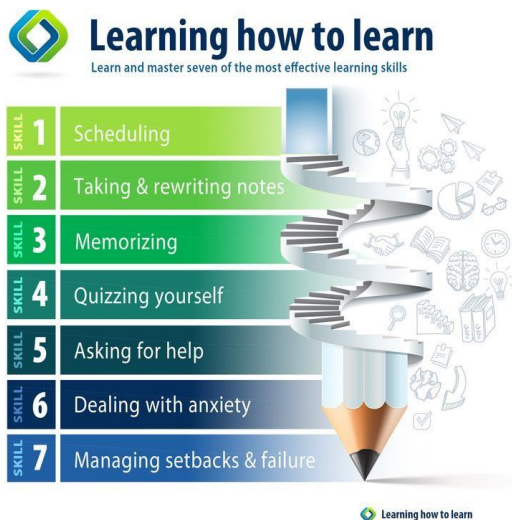 Learning how to learn
Learn and master seven of the most effective learning skills
SKILL 1 Scheduling
SKILL 2 Taking & rewriting notes
SKILL 3 Memorizing
SKILL 4 Quizzing yourself
SKILL 5 Asking for help
SKILL 6 Dealing with anxiety
SKILL 7 Managing setbacks & failure
Learning how to learn